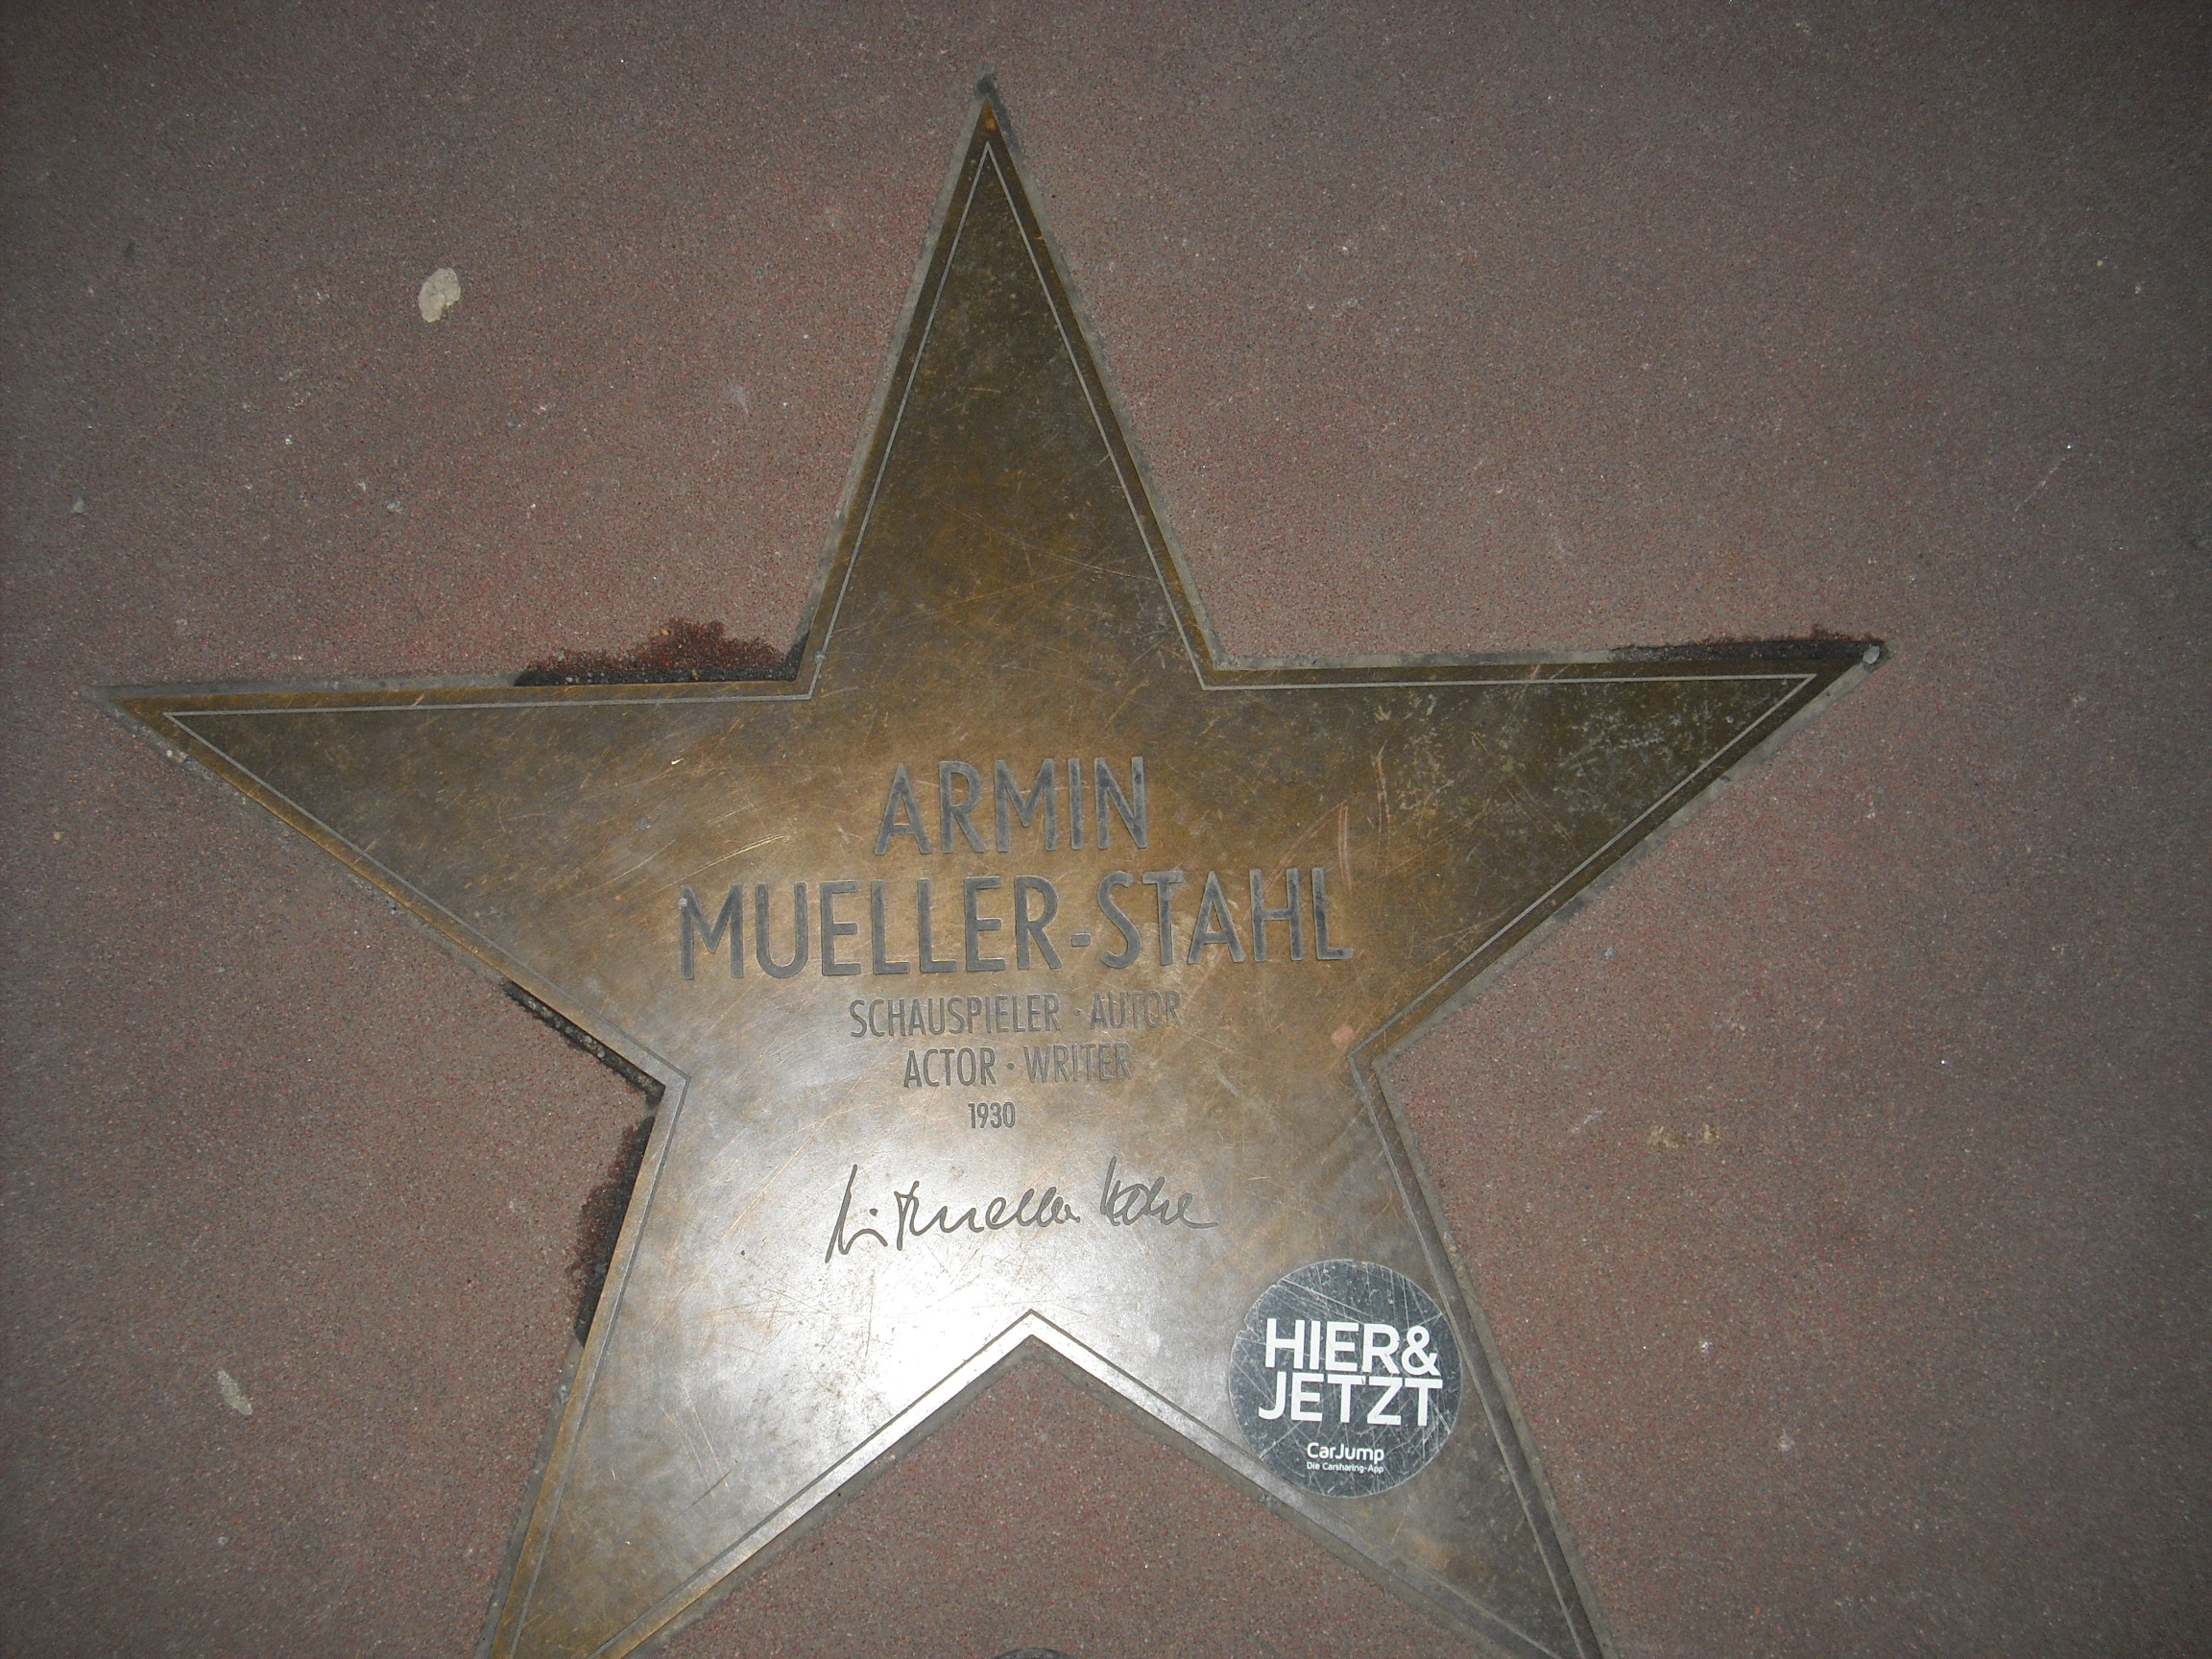 ARMIN
MUELLER-STAHL
SCHAUSPIELER · AUTOR
ACTOR · WRITER
1930
HIER&
JETZT
CarJump
Die Carsharing-App